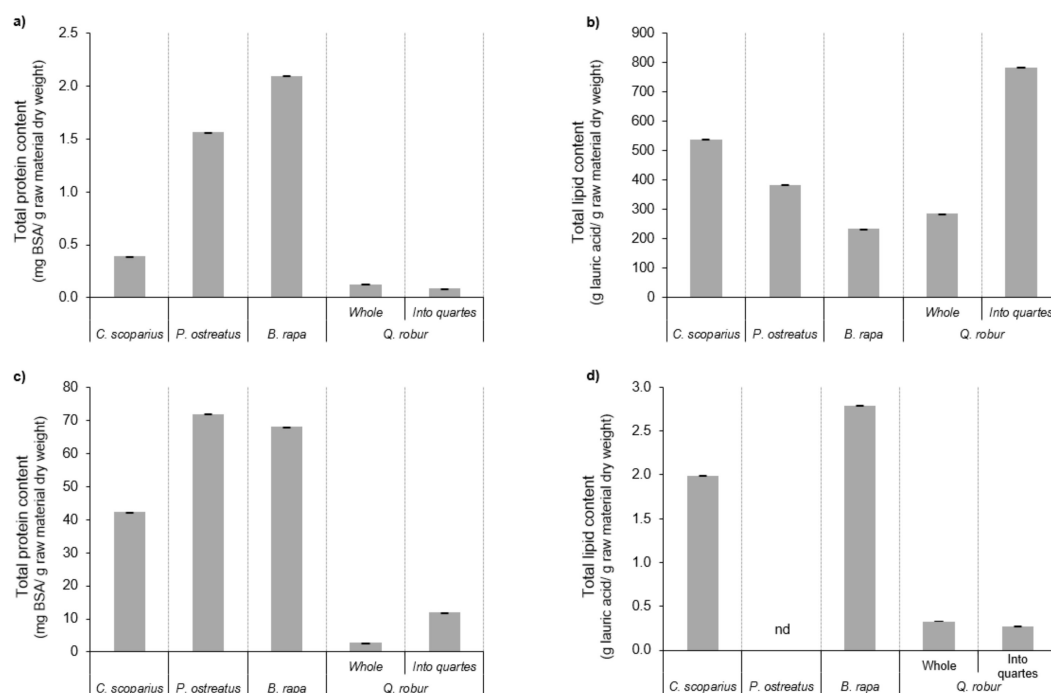 a)
Total protein content
(mg BSA/ g raw material dry weight)
2.5
2.0
1.5
1.0
0.5
0.0
Whole
Into quartes
C. scoparius
P. ostreatus
B. rapa
Q. robur
b)
Total lipid content
(g lauric acid/ g raw material dry weight)
900
800
700
600
500
400
300
200
100
0
Whole
Into quartes
C. scoparius
P. ostreatus
B. rapa
Q. robur
c)
Total protein content
(mg BSA/ g raw material dry weight)
80
70
60
50
40
30
20
10
0
Whole
Into quartes
C. scoparius
P. ostreatus
B. rapa
Q. robur
d)
Total lipid content
(g lauric acid/ g raw material dry weight)
3.0
2.5
2.0
1.5
1.0
0.5
0.0
nd
Whole
Into
quartes
C. scoparius
P. ostreatus
B. rapa
Q. robur